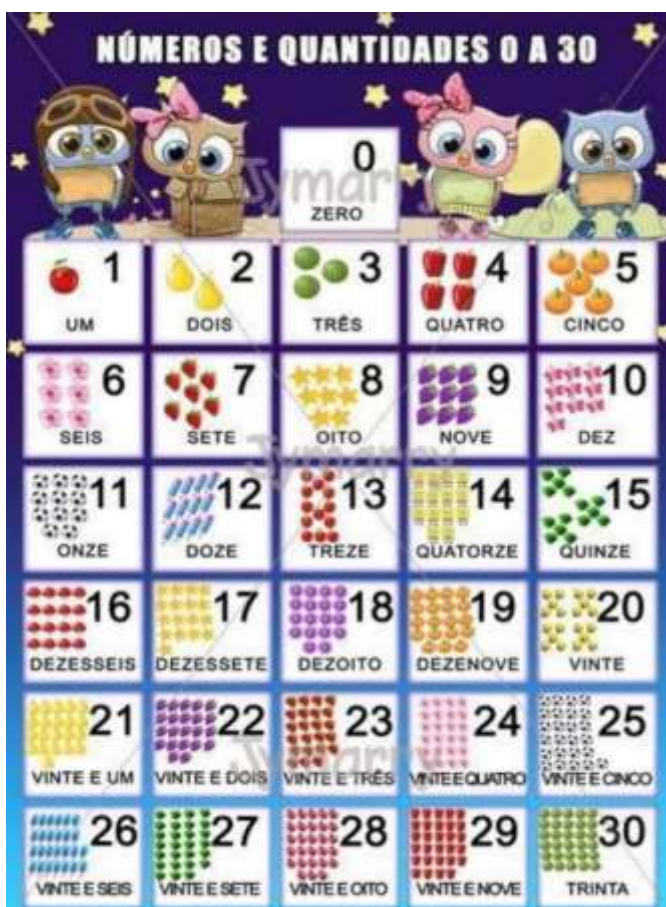 NÚMEROS E QUANTIDADES 0 A 30
0
ZERO
1
UM
2
DOIS
3
TRÊS
4
QUATRO
5
CINCO
6
SEIS
7
SETE
8
OITO
9
NOVE
10
DEZ
11
ONZE
12
DOZE
13
TREZE
14
QUATORZE
15
QUINZE
16
DEZESSEIS
17
DEZESSETE
18
DEZOITO
19
DEZENOVE
20
VINTE
21
VINTE E UM
22
VINTE E DOIS
23
VINTE E TRÊS
24
VINTE E QUATRO
25
VINTE E CINCO
26
VINTE E SEIS
27
VINTE E SETE
28
VINTE E OITO
29
VINTE E NOVE
30
TRINTA
Jymarry
Jymarry
Jymarry